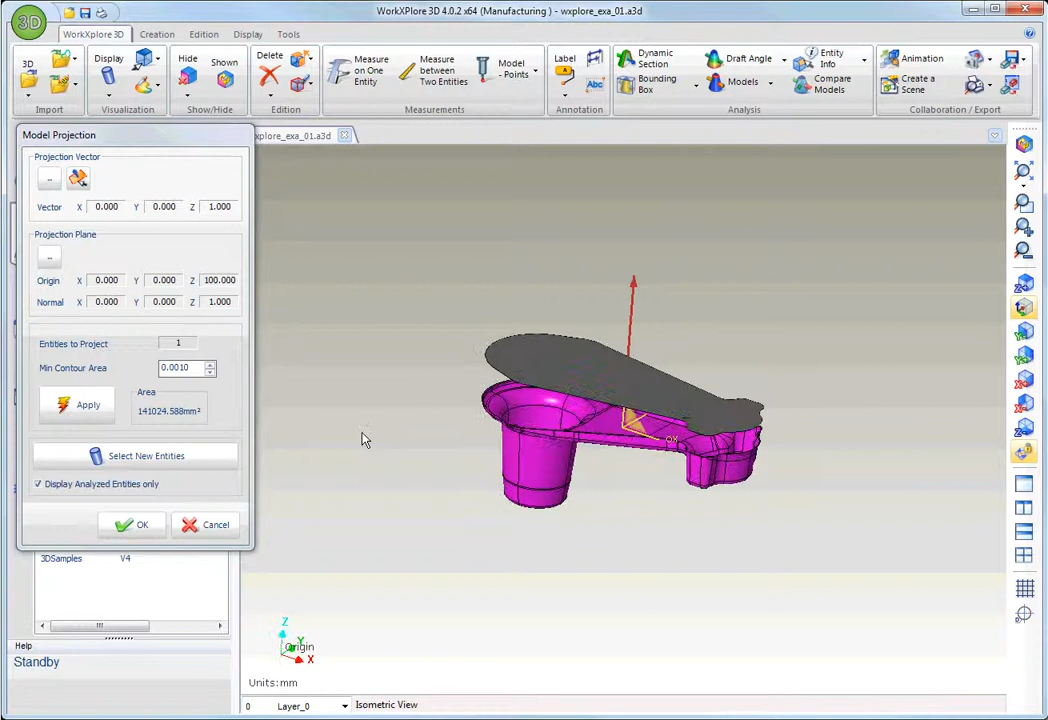 WorkXplore 3D 4.0.2 x64 (Manufacturing ) - wxplore_exa_01.a3d
3D
WorkXplore 3D Creation Edition Display Tools
3D Display Hide Shown Delete Measure on One Entity Measure between Two Entities Model - Points Label Abc Dynamic Section Draft Angle Entity Info Animation
Bounding Box Models Compare Models Create a Scene
Import Visualization Show/Hide Edition Measurements Annotation Analysis Collaboration / Export
Model Projection
xplore_exa_01.a3d
Projection Vector
..
Vector X 0.000 Y 0.000 Z 1.000
Projection Plane
..
Origin X 0.000 Y 0.000 Z 100.000
Normal X 0.000 Y 0.000 Z 1.000
Entities to Project 1
Min Contour Area 0.0010
Apply
Area
141024.588mm²
Select New Entities
Display Analyzed Entities only
OK Cancel
3DSamples V4
Help
Standby
OX
Z
Y
Origin
X
Units:mm
0 Layer_0 Isometric View